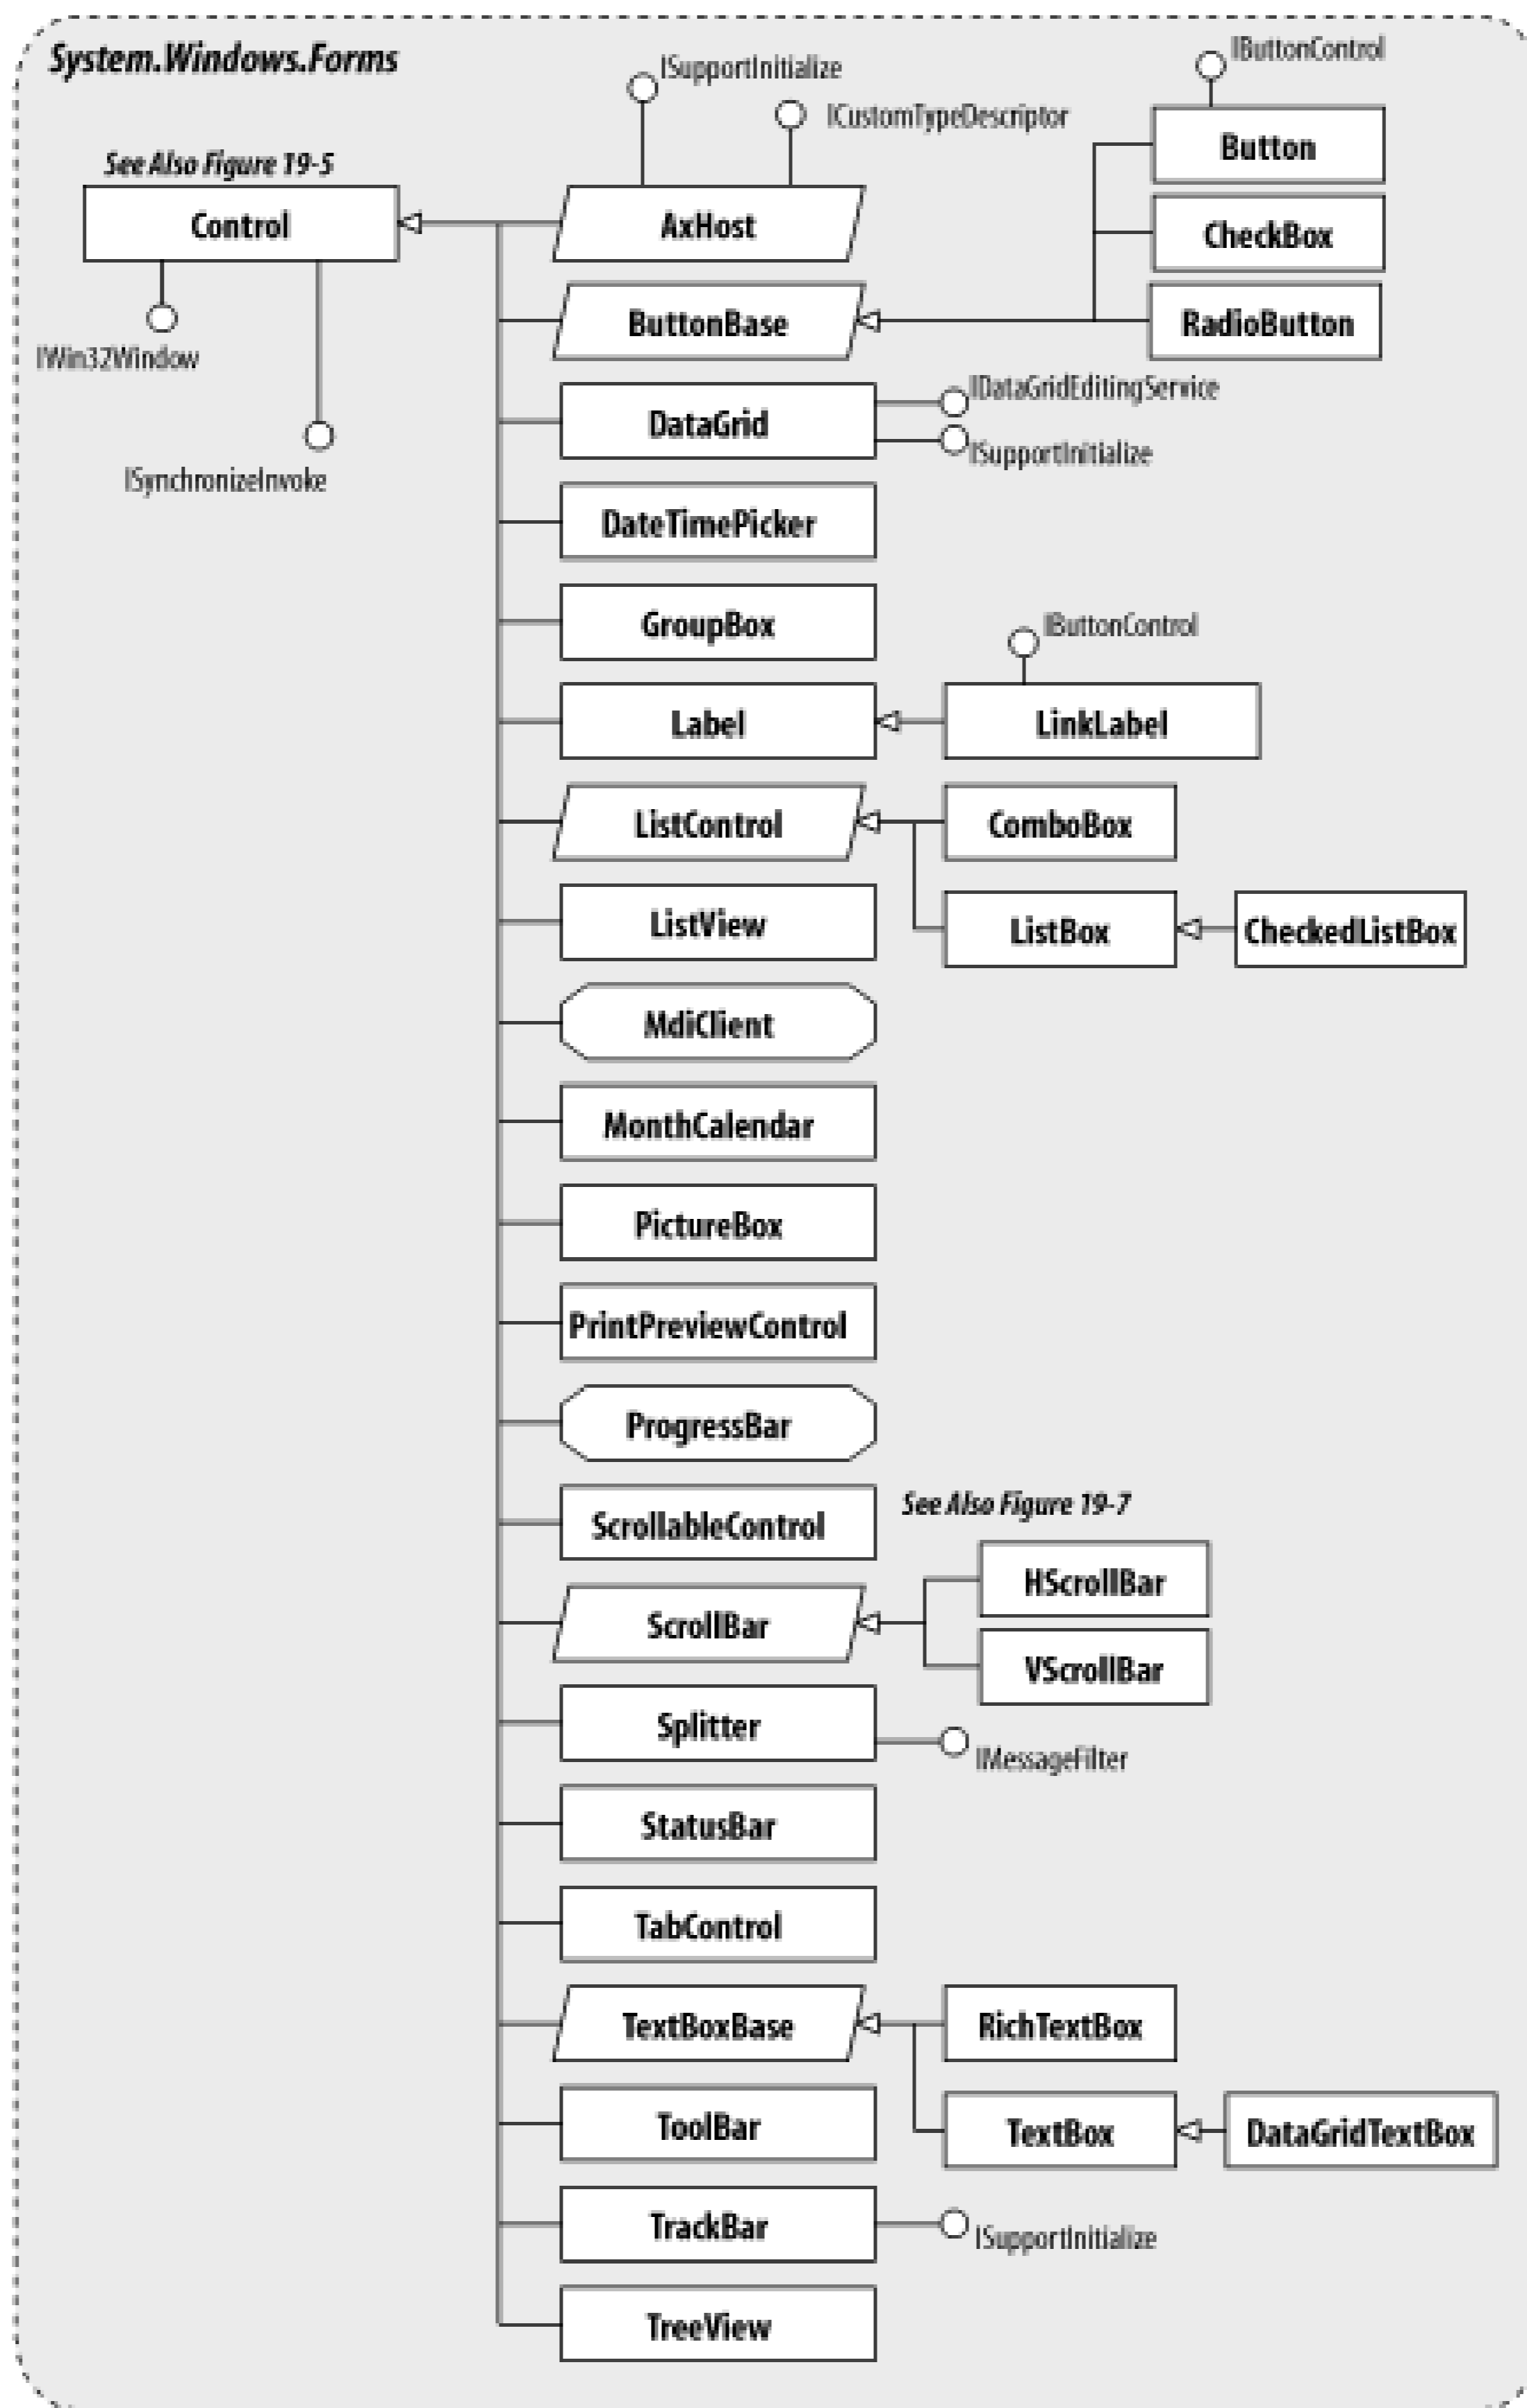 System.Windows.Forms
ISupportInitialize
ICustomTypeDescriptor
IButtonControl
See Also Figure 19-5
Control
AxHost
Button
CheckBox
ButtonBase
RadioButton
IWin32Window
ISynchronizeInvoke
DataGrid
IDataGridEditingService
ISupportInitialize
DateTimePicker
GroupBox
IButtonControl
Label
LinkLabel
ListControl
ComboBox
ListView
ListBox
CheckedListBox
MdiClient
MonthCalendar
PictureBox
PrintPreviewControl
ProgressBar
ScrollableControl
See Also Figure 19-7
HScrollBar
ScrollBar
VScrollBar
Splitter
IMessageFilter
StatusBar
TabControl
TextBoxBase
RichTextBox
ToolBar
TextBox
DataGridTextBox
TrackBar
ISupportInitialize
TreeView